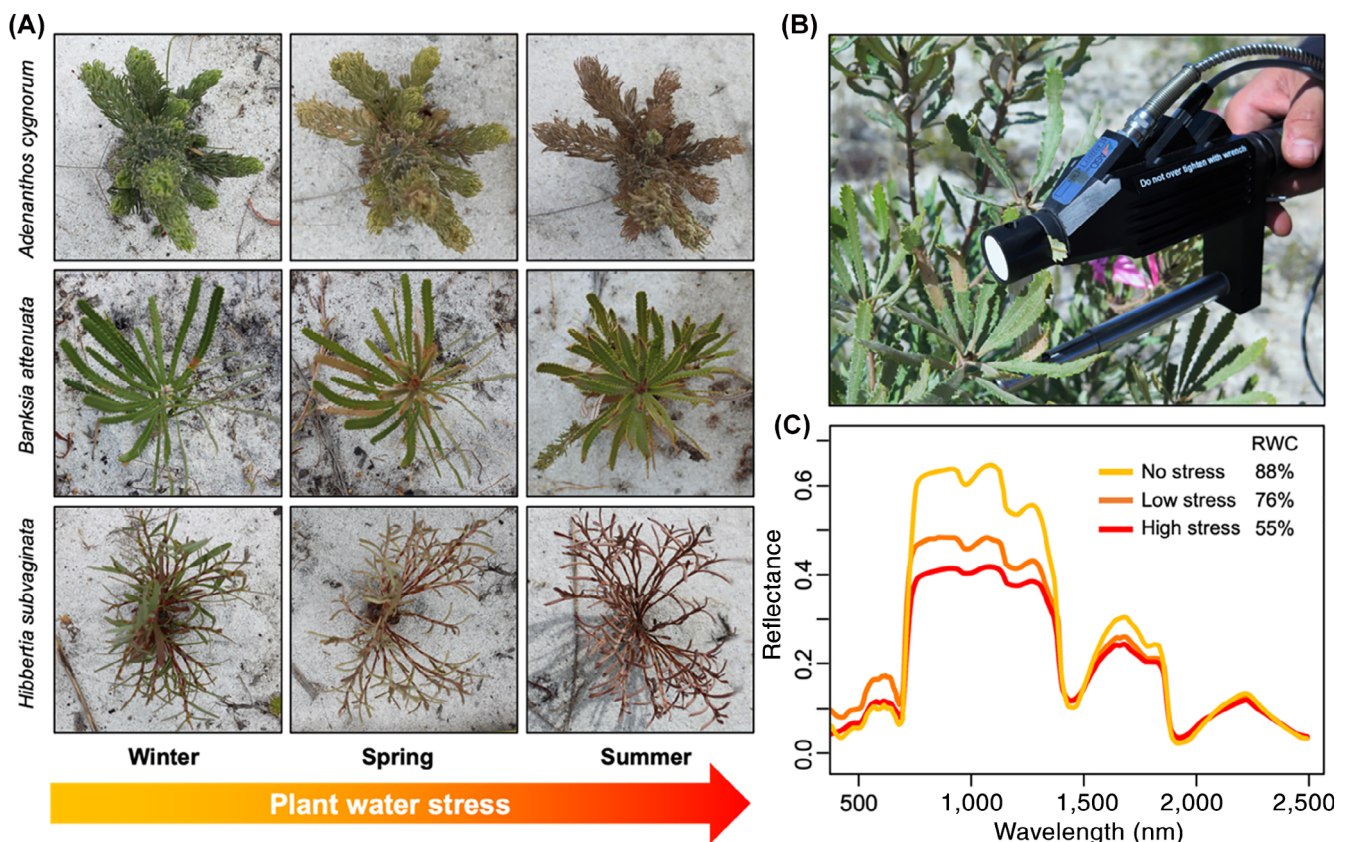 (A)
Adenanthos cygnorum
Banksia attenuata
Hibbertia subvaginata
Winter Spring Summer
Plant water stress
(B)
Do not over tighten with wrench
(C)
RWC
No stress 88%
Low stress 76%
High stress 55%
Reflectance
0.6
0.4
0.2
0.0
500 1,000 1,500 2,000 2,500
Wavelength (nm)